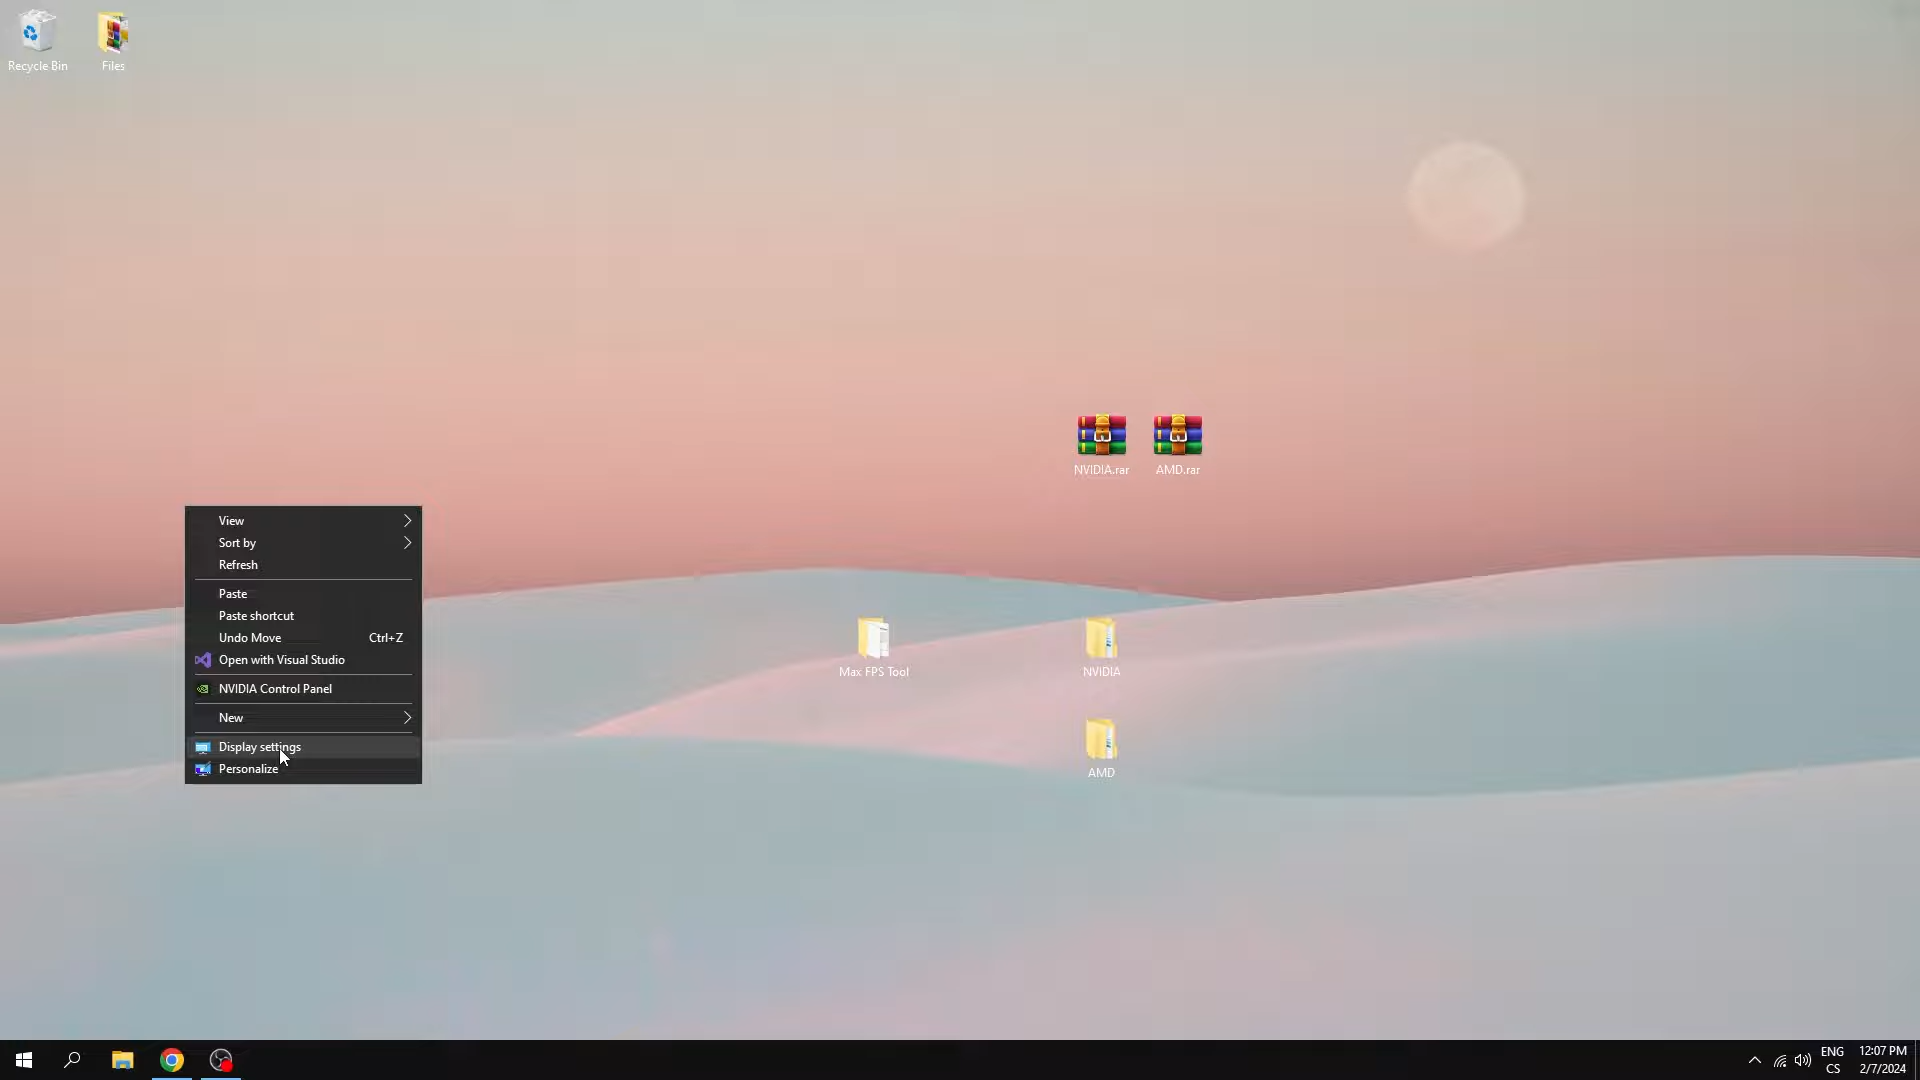 Recycle Bin
Files
NVIDIA.rar
AMD.rar
View
Sort by
Refresh
Paste
Paste shortcut
Undo Move Ctrl+Z
Open with Visual Studio
NVIDIA Control Panel
New
Display settings
Personalize
Max FPS Tool
NVIDIA
AMD
ENG
CS
12:07 PM
2/7/2024